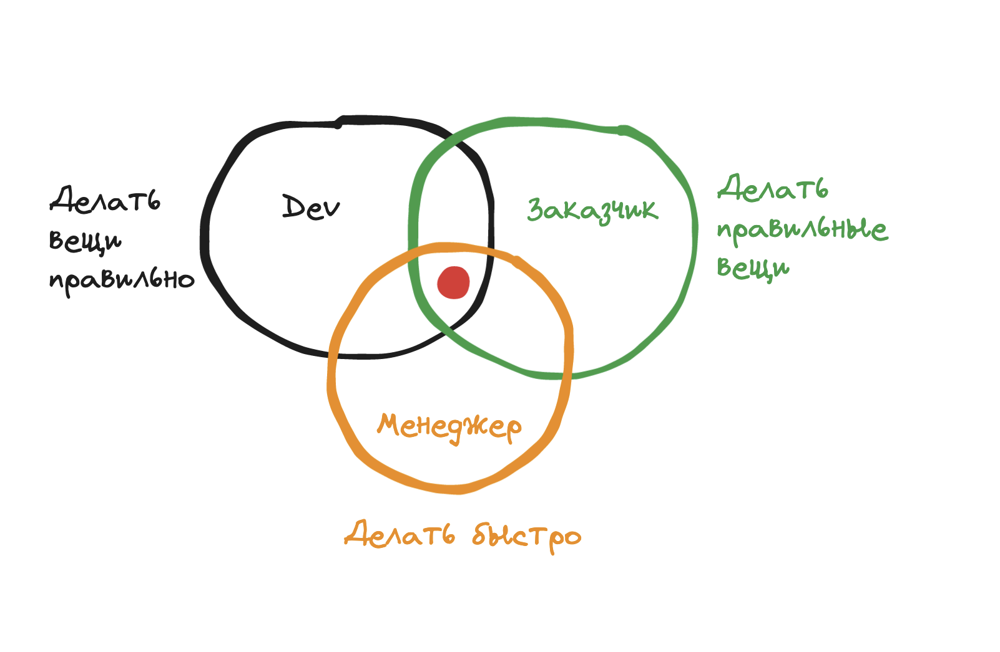 Делать
вещи
правильно
Dev
Заказчик
Делать
правильные
вещи
Менеджер
Делать быстро